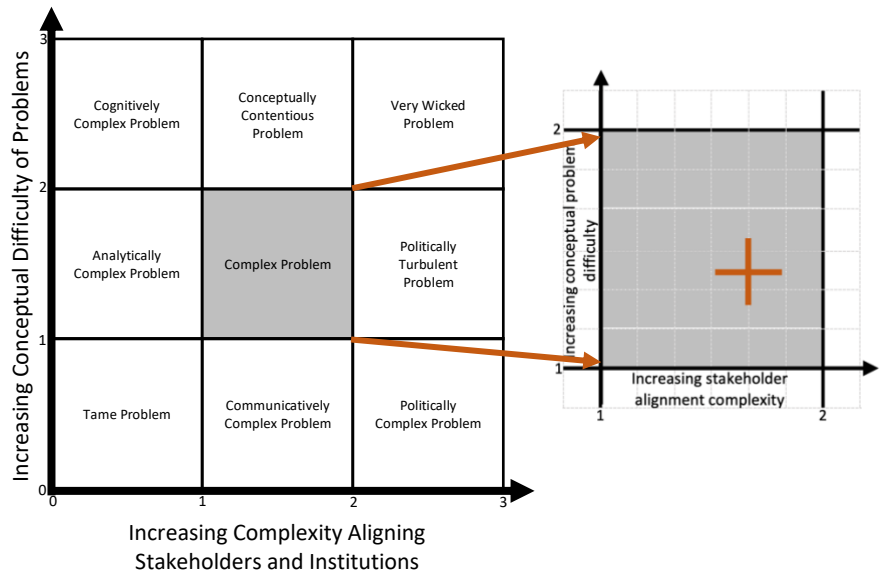 Increasing Conceptual Difficulty of Problems
3
2
1
0
Cognitively
Complex Problem
Conceptually
Contentious
Problem
Very Wicked
Problem
Analytically
Complex Problem
Complex Problem
Politically
Turbulent
Problem
Tame Problem
Communicatively
Complex Problem
Politically
Complex Problem
0
1
2
3
Increasing Complexity Aligning
Stakeholders and Institutions
Increasing conceptual problem
difficulty
2
1
Increasing stakeholder
alignment complexity
1
2